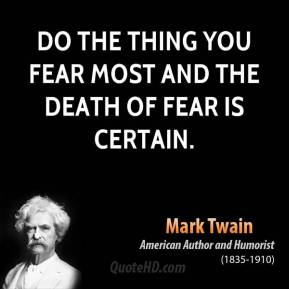 DO THE THING YOU
FEAR MOST AND THE
DEATH OF FEAR IS
CERTAIN.
Mark Twain
American Author and Humorist
(1835-1910)
QuoteHD.com